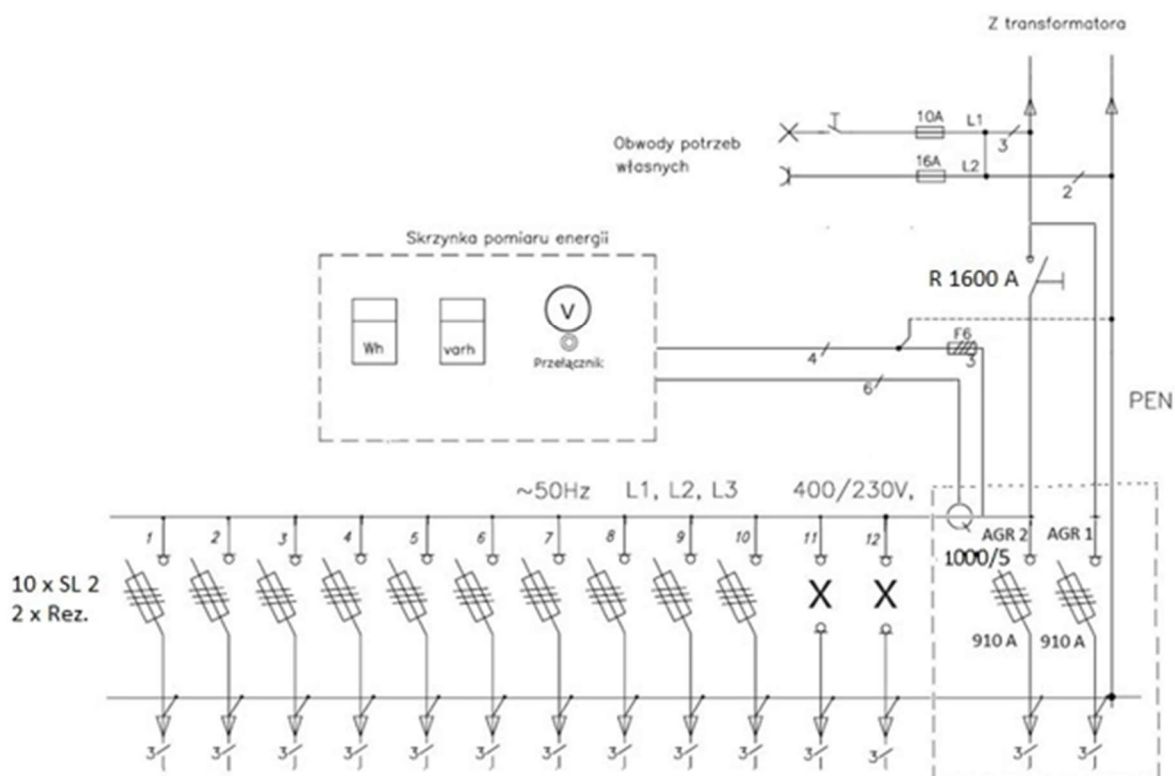 Z transformatora
10A
L1
3
Obwody potrzeb
własnych
16A
L2
2
Skrzynka pomiaru energii
R 1600 A
V
Wh
varh
Przełącznik
F6
3
4
6
PEN
~50Hz L1, L2, L3 400/230V,
1 2 3 4 5 6 7 8 9 10 11 12
AGR 2 AGR 1
1000/5
10 x SL 2
2 x Rez.
X X
910 A 910 A
3 3 3 3 3 3 3 3 3 3 3 3 3 3